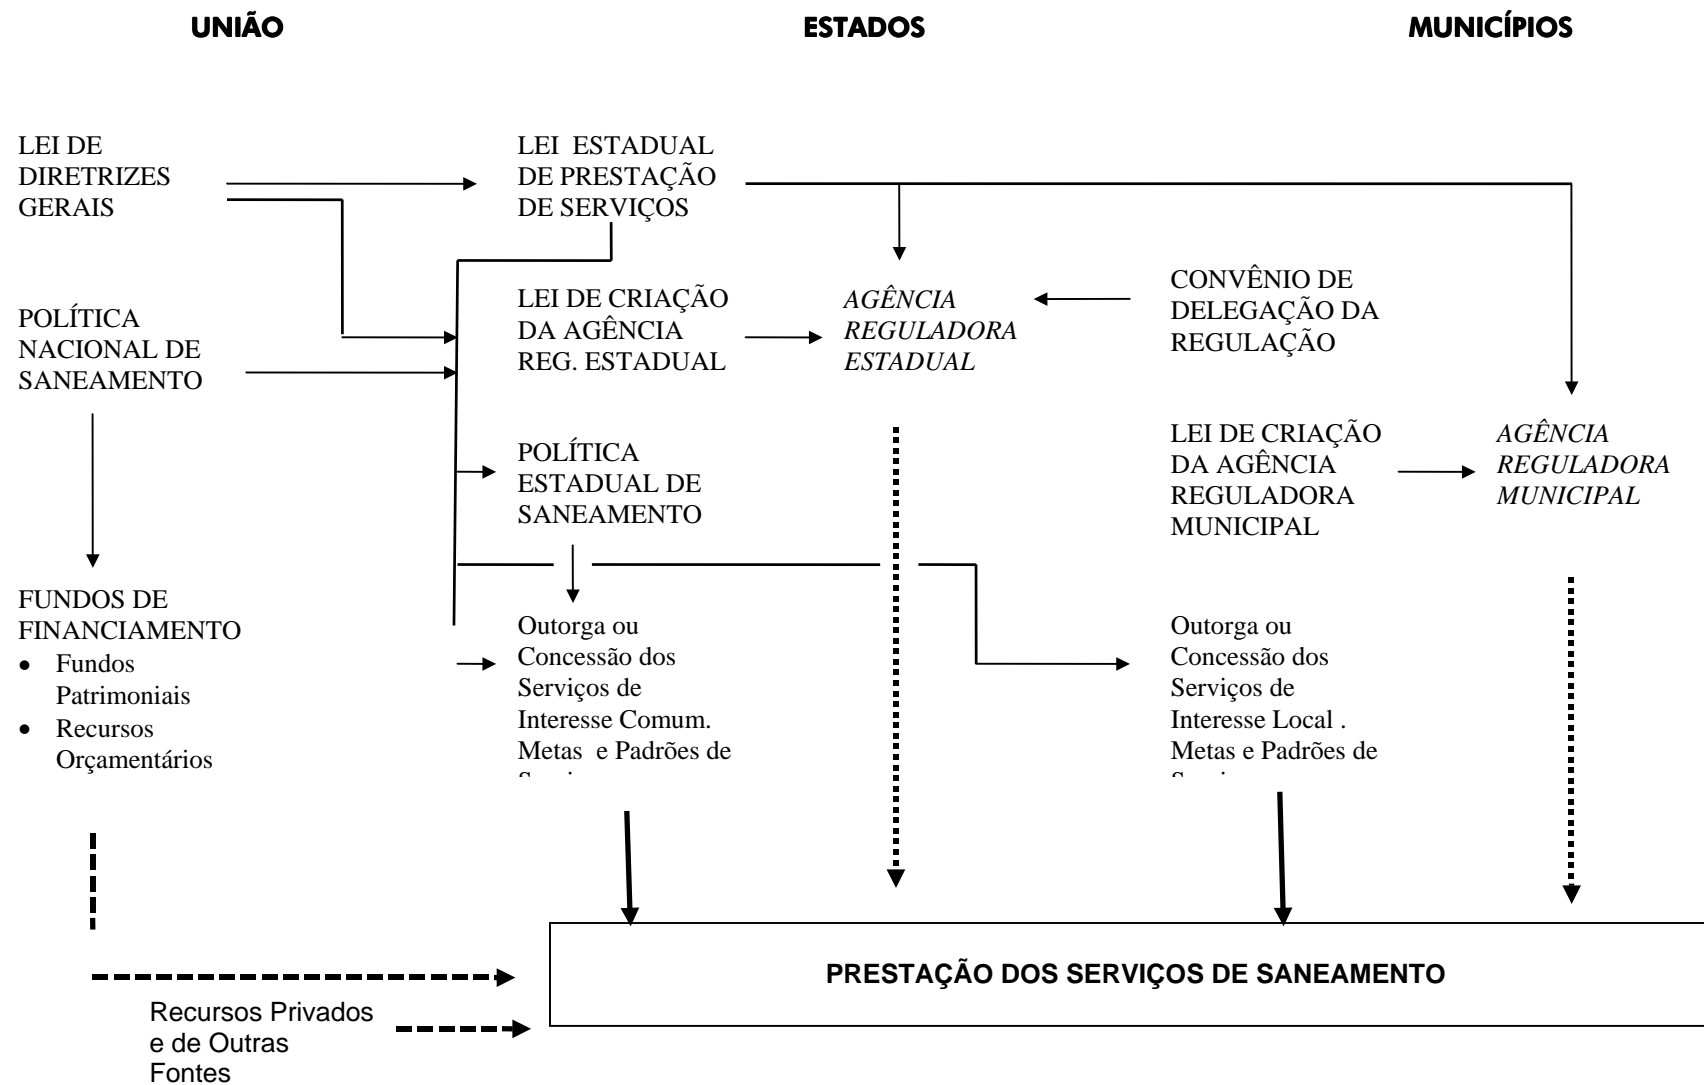 UNIÃO
ESTADOS
MUNICÍPIOS
LEI DE
DIRETRIZES
GERAIS
LEI ESTADUAL
DE PRESTAÇÃO
DE SERVIÇOS
POLÍTICA
NACIONAL DE
SANEAMENTO
LEI DE CRIAÇÃO
DA AGÊNCIA
REG. ESTADUAL
AGÊNCIA
REGULADORA
ESTADUAL
CONVÊNIO DE
DELEGAÇÃO DA
REGULAÇÃO
POLÍTICA
ESTADUAL DE
SANEAMENTO
LEI DE CRIAÇÃO
DA AGÊNCIA
REGULADORA
MUNICIPAL
AGÊNCIA
REGULADORA
MUNICIPAL
FUNDOS DE
FINANCIAMENTO
• Fundos
Patrimoniais
• Recursos
Orçamentários
Outorga ou
Concessão dos
Serviços de
Interesse Comum.
Metas e Padrões de
Outorga ou
Concessão dos
Serviços de
Interesse Local .
Metas e Padrões de
PRESTAÇÃO DOS SERVIÇOS DE SANEAMENTO
Recursos Privados
e de Outras
Fontes